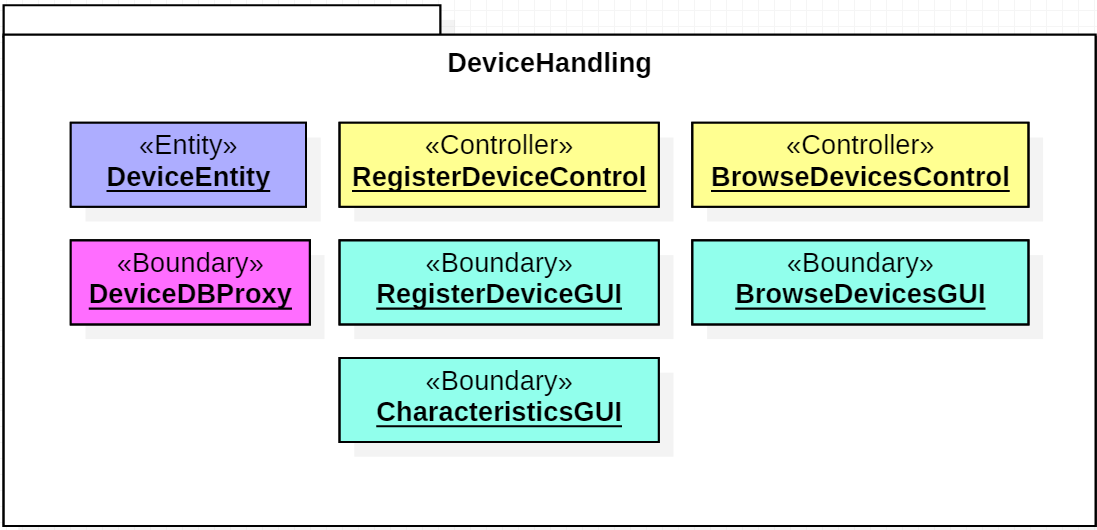 DeviceHandling
«Entity»
DeviceEntity
«Controller»
RegisterDeviceControl
«Controller»
BrowseDevicesControl
«Boundary»
DeviceDBProxy
«Boundary»
RegisterDeviceGUI
«Boundary»
BrowseDevicesGUI
«Boundary»
CharacteristicsGUI